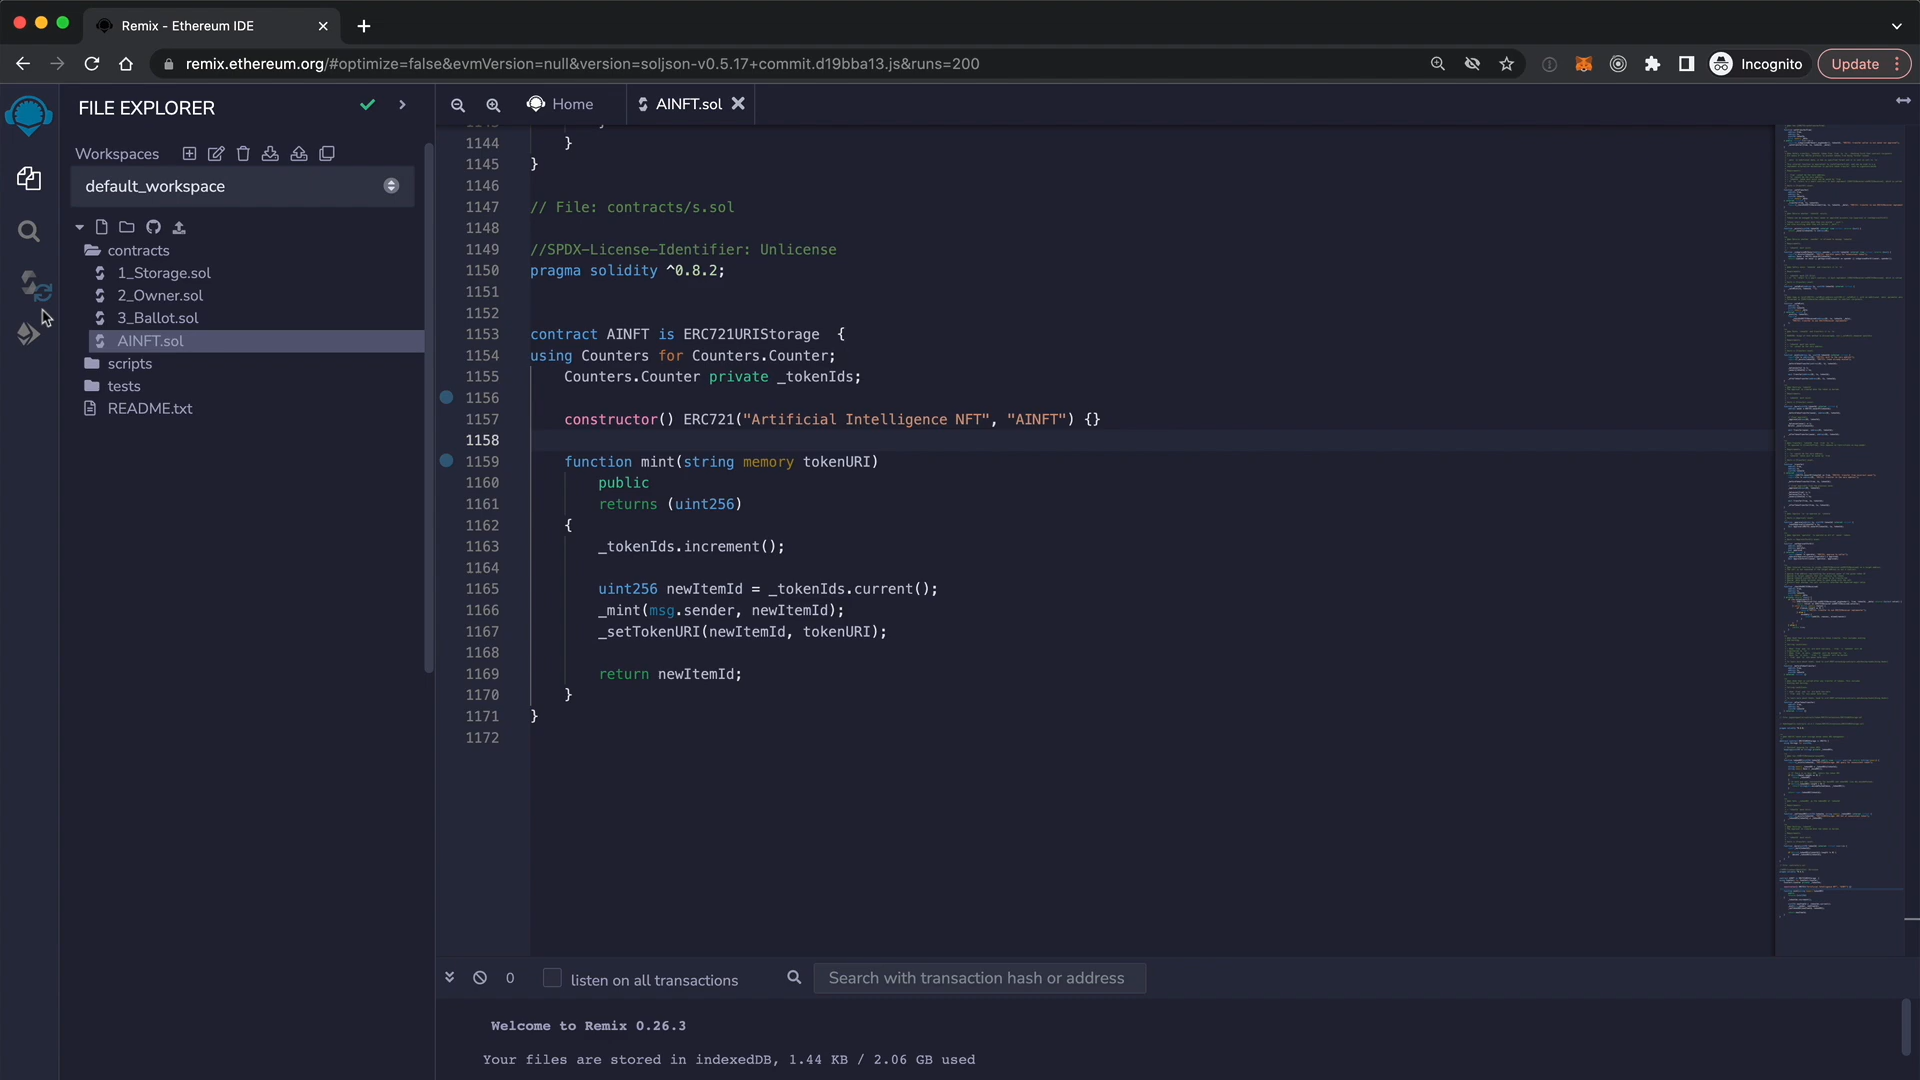 Remix - Ethereum IDE
remix.ethereum.org/#optimize=false&evmVersion=null&version=soljson-v0.5.17+commit.d19bba13.js&runs=200
Incognito
Update
FILE EXPLORER
Workspaces
default_workspace
contracts
1_Storage.sol
2_Owner.sol
3_Ballot.sol
AINFT.sol
scripts
tests
README.txt
Home
AINFT.sol
1144 }
1145 }
1146
1147 // File: contracts/s.sol
1148
1149 //SPDX-License-Identifier: Unlicense
1150 pragma solidity ^0.8.2;
1151
1152
1153 contract AINFT is ERC721URIStorage {
1154 using Counters for Counters.Counter;
1155 Counters.Counter private _tokenIds;
1156
1157 constructor() ERC721("Artificial Intelligence NFT", "AINFT") {}
1158
1159 function mint(string memory tokenURI)
1160 public
1161 returns (uint256)
1162 {
1163 _tokenIds.increment();
1164
1165 uint256 newItemId = _tokenIds.current();
1166 _mint(msg.sender, newItemId);
1167 _setTokenURI(newItemId, tokenURI);
1168
1169 return newItemId;
1170 }
1171 }
1172
0
listen on all transactions
Search with transaction hash or address
Welcome to Remix 0.26.3
Your files are stored in indexedDB, 1.44 KB / 2.06 GB used